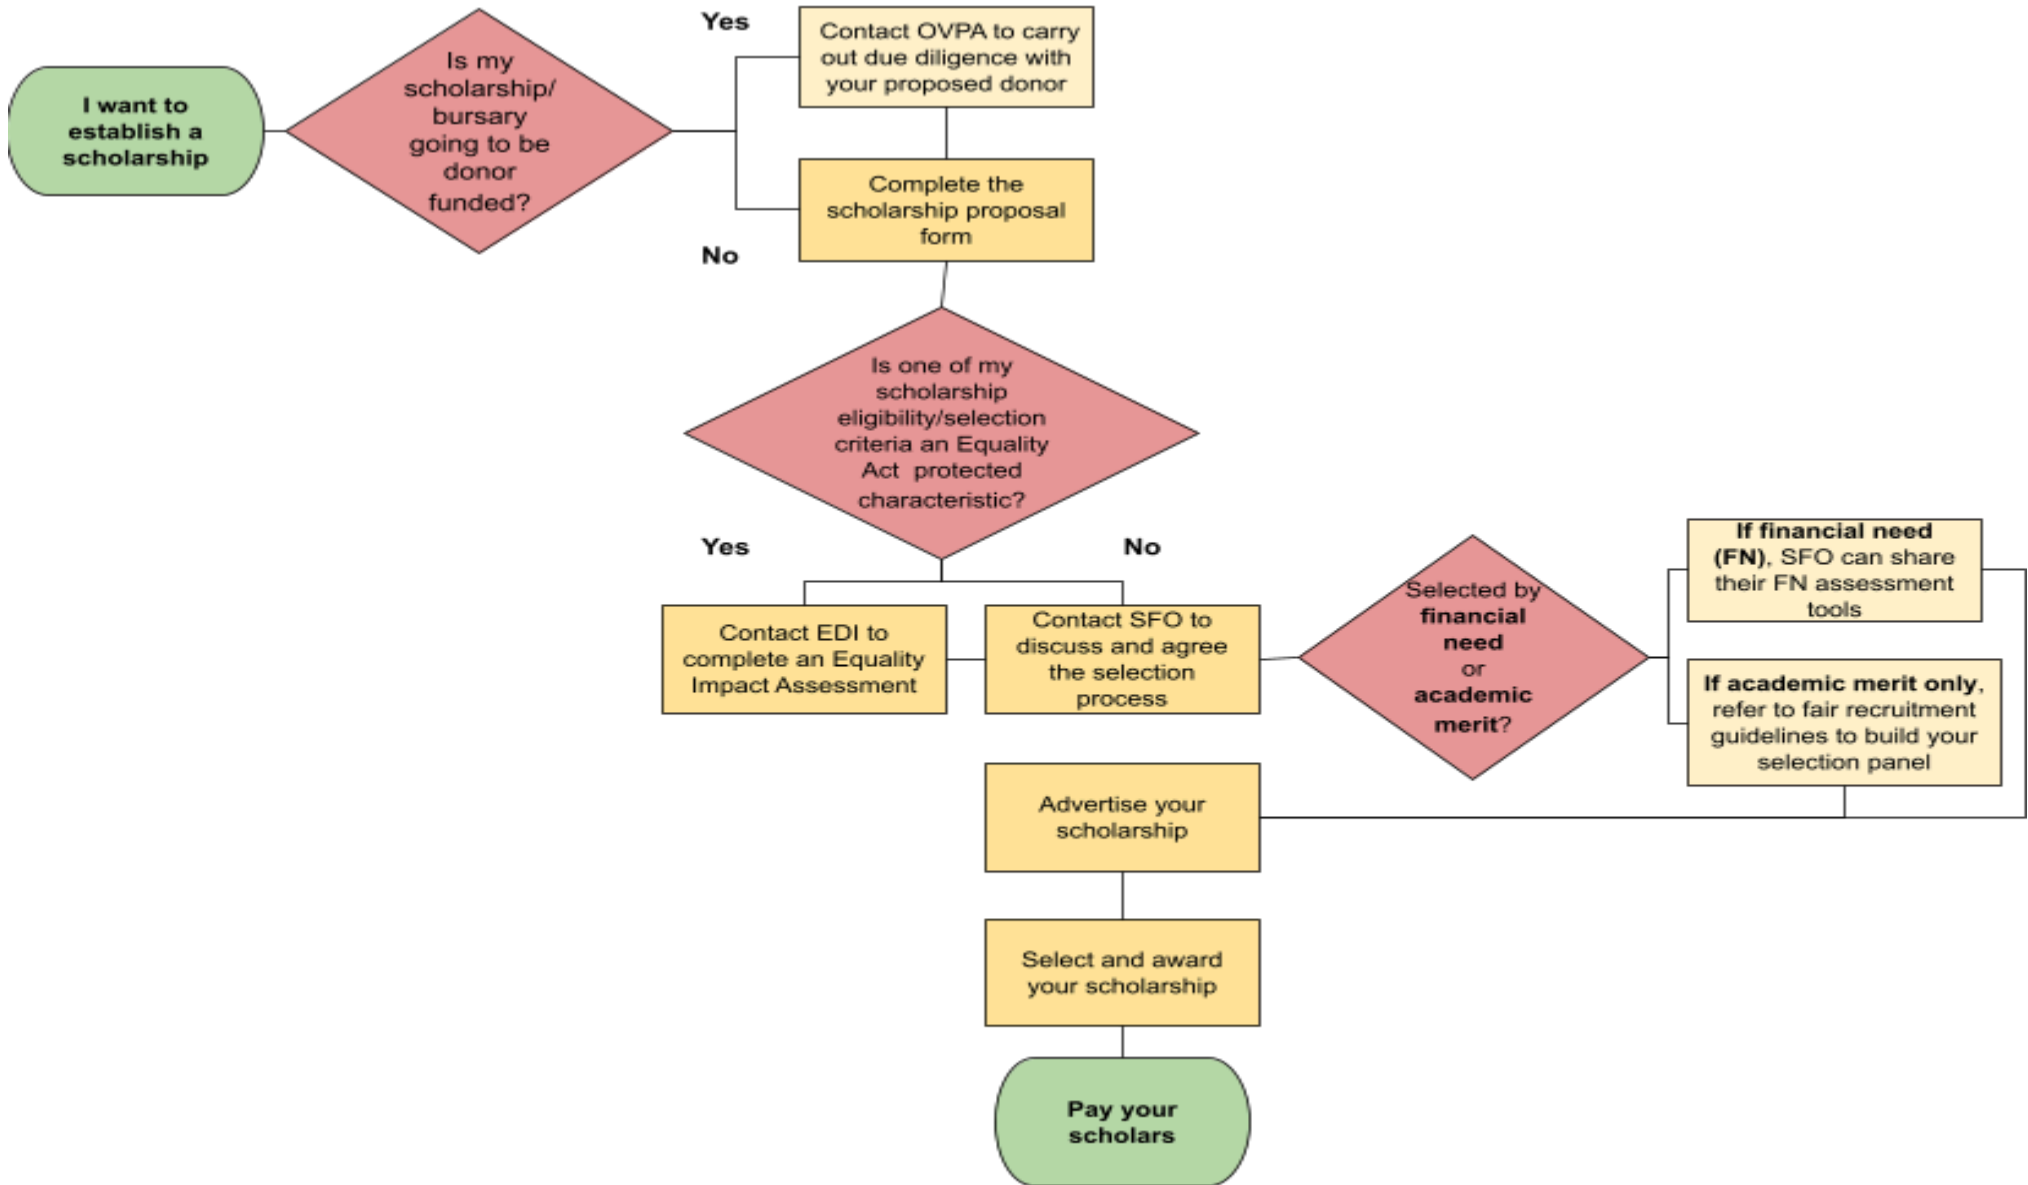 I want to
establish a
scholarship
Is my
scholarship/
bursary
going to be
donor
funded?
Yes
Contact OVPA to carry
out due diligence with
your proposed donor
Complete the
scholarship proposal
form
No
Is one of my
scholarship
eligibility/selection
criteria an Equality
Act protected
characteristic?
Yes
No
Contact EDI to
complete an Equality
Impact Assessment
Contact SFO to
discuss and agree
the selection
process
Selected by
financial
need
or
academic
merit?
If financial need
(FN), SFO can share
their FN assessment
tools
If academic merit only,
refer to fair recruitment
guidelines to build your
selection panel
Advertise your
scholarship
Select and award
your scholarship
Pay your
scholars